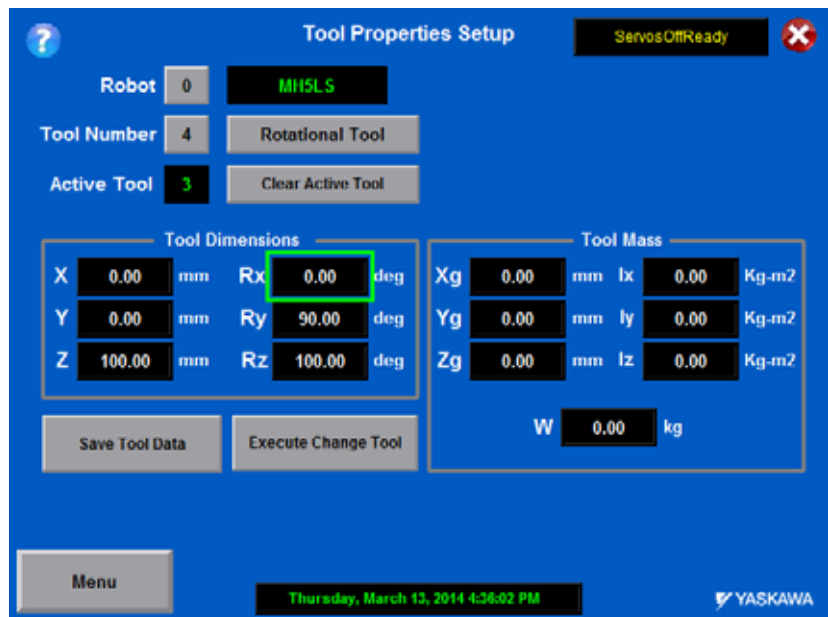 ?
Tool Properties Setup
ServosOffReady
Robot 0 MH5LS
Tool Number 4 Rotational Tool
Active Tool 3 Clear Active Tool
Tool Dimensions
Tool Mass
X 0.00 mm Rx 0.00 deg
Xg 0.00 mm Ix 0.00 Kg-m2
Y 0.00 mm Ry 90.00 deg
Yg 0.00 mm Iy 0.00 Kg-m2
Z 100.00 mm Rz 100.00 deg
Zg 0.00 mm Iz 0.00 Kg-m2
W 0.00 kg
Save Tool Data
Execute Change Tool
Menu
Thursday, March 13, 2014 4:36:02 PM
YASKAWA